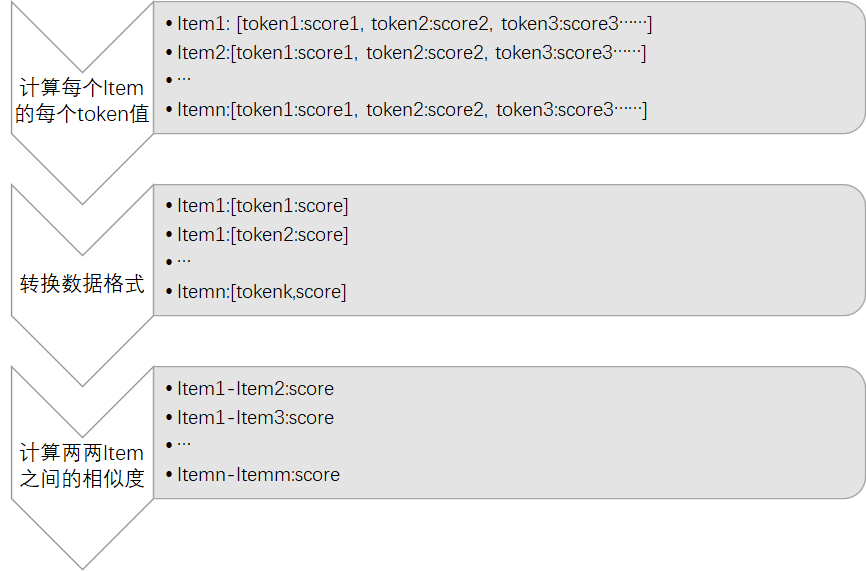 计算每个Item
的每个token值
• Item1: [token1:score1, token2:score2, token3:score3……]
• Item2:[token1:score1, token2:score2, token3:score3……]
• …
• Itemn:[token1:score1, token2:score2, token3:score3……]
转换数据格式
• Item1:[token1:score]
• Item1:[token2:score]
• …
• Itemn:[tokenk,score]
计算两两Item
之间的相似度
• Item1-Item2:score
• Item1-Item3:score
• …
• Itemn-Itemm:score